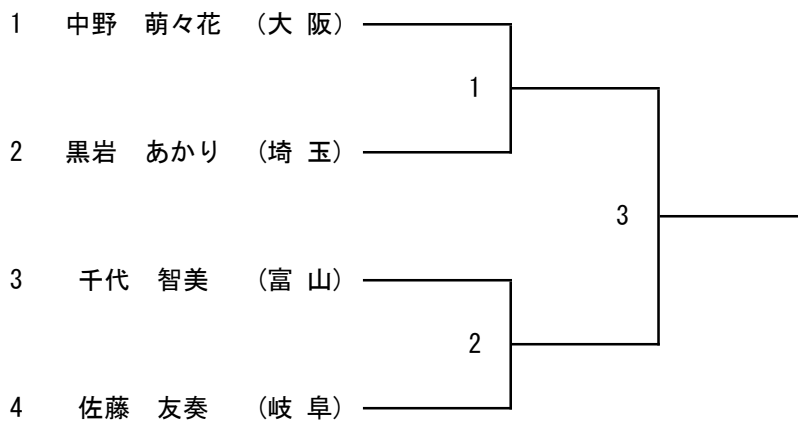 1 中野 萌々花 (大 阪)
1
2 黒岩 あかり (埼 玉)
3
3 千代 智美 (富 山)
2
4 佐藤 友奏 (岐 阜)